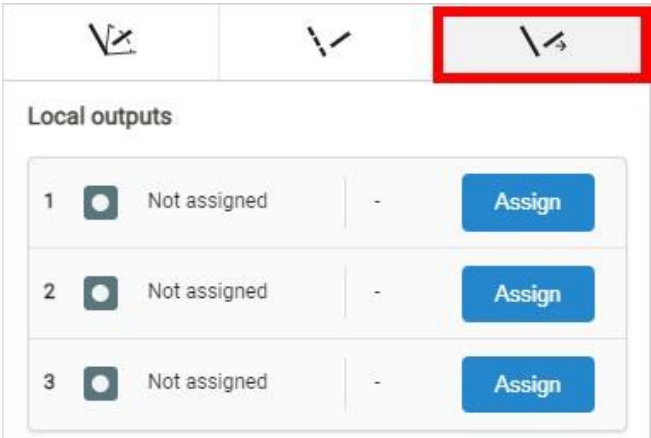 Local outputs
1 Not assigned - Assign
2 Not assigned - Assign
3 Not assigned - Assign